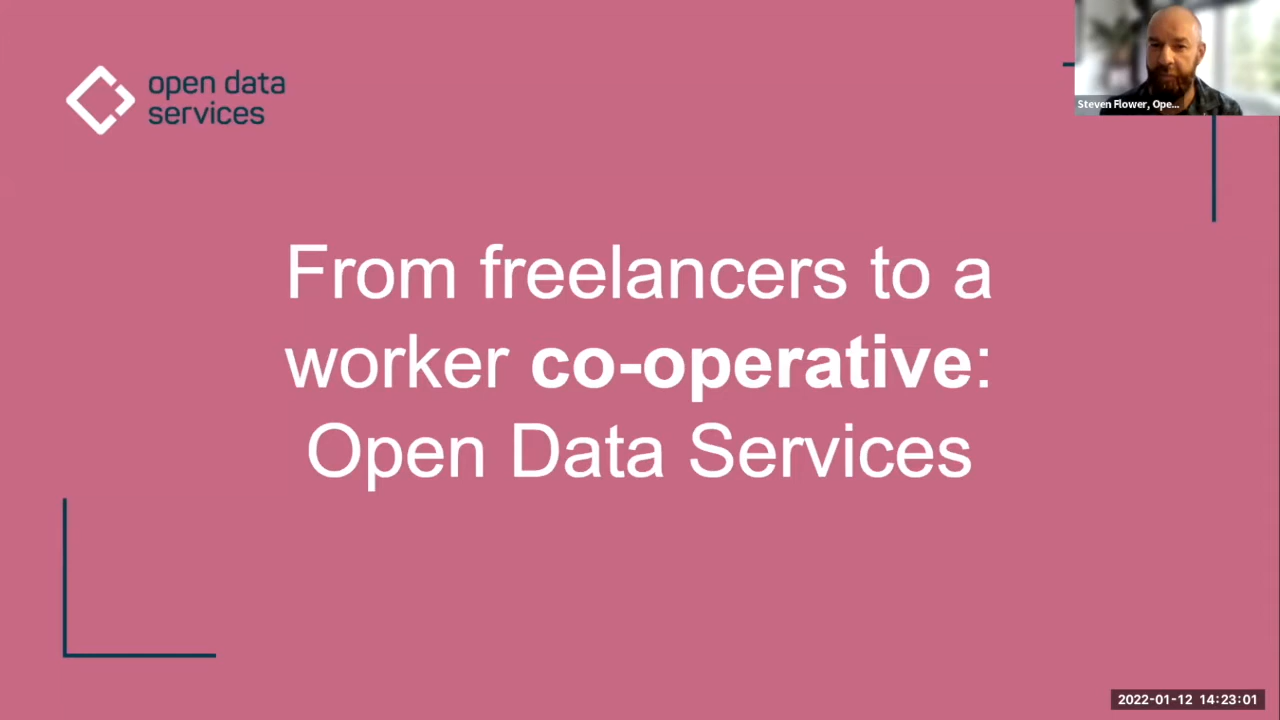 open data
services
Steven Flower, Ope...
From freelancers to a
worker co-operative:
Open Data Services
2022-01-12 14:23:01